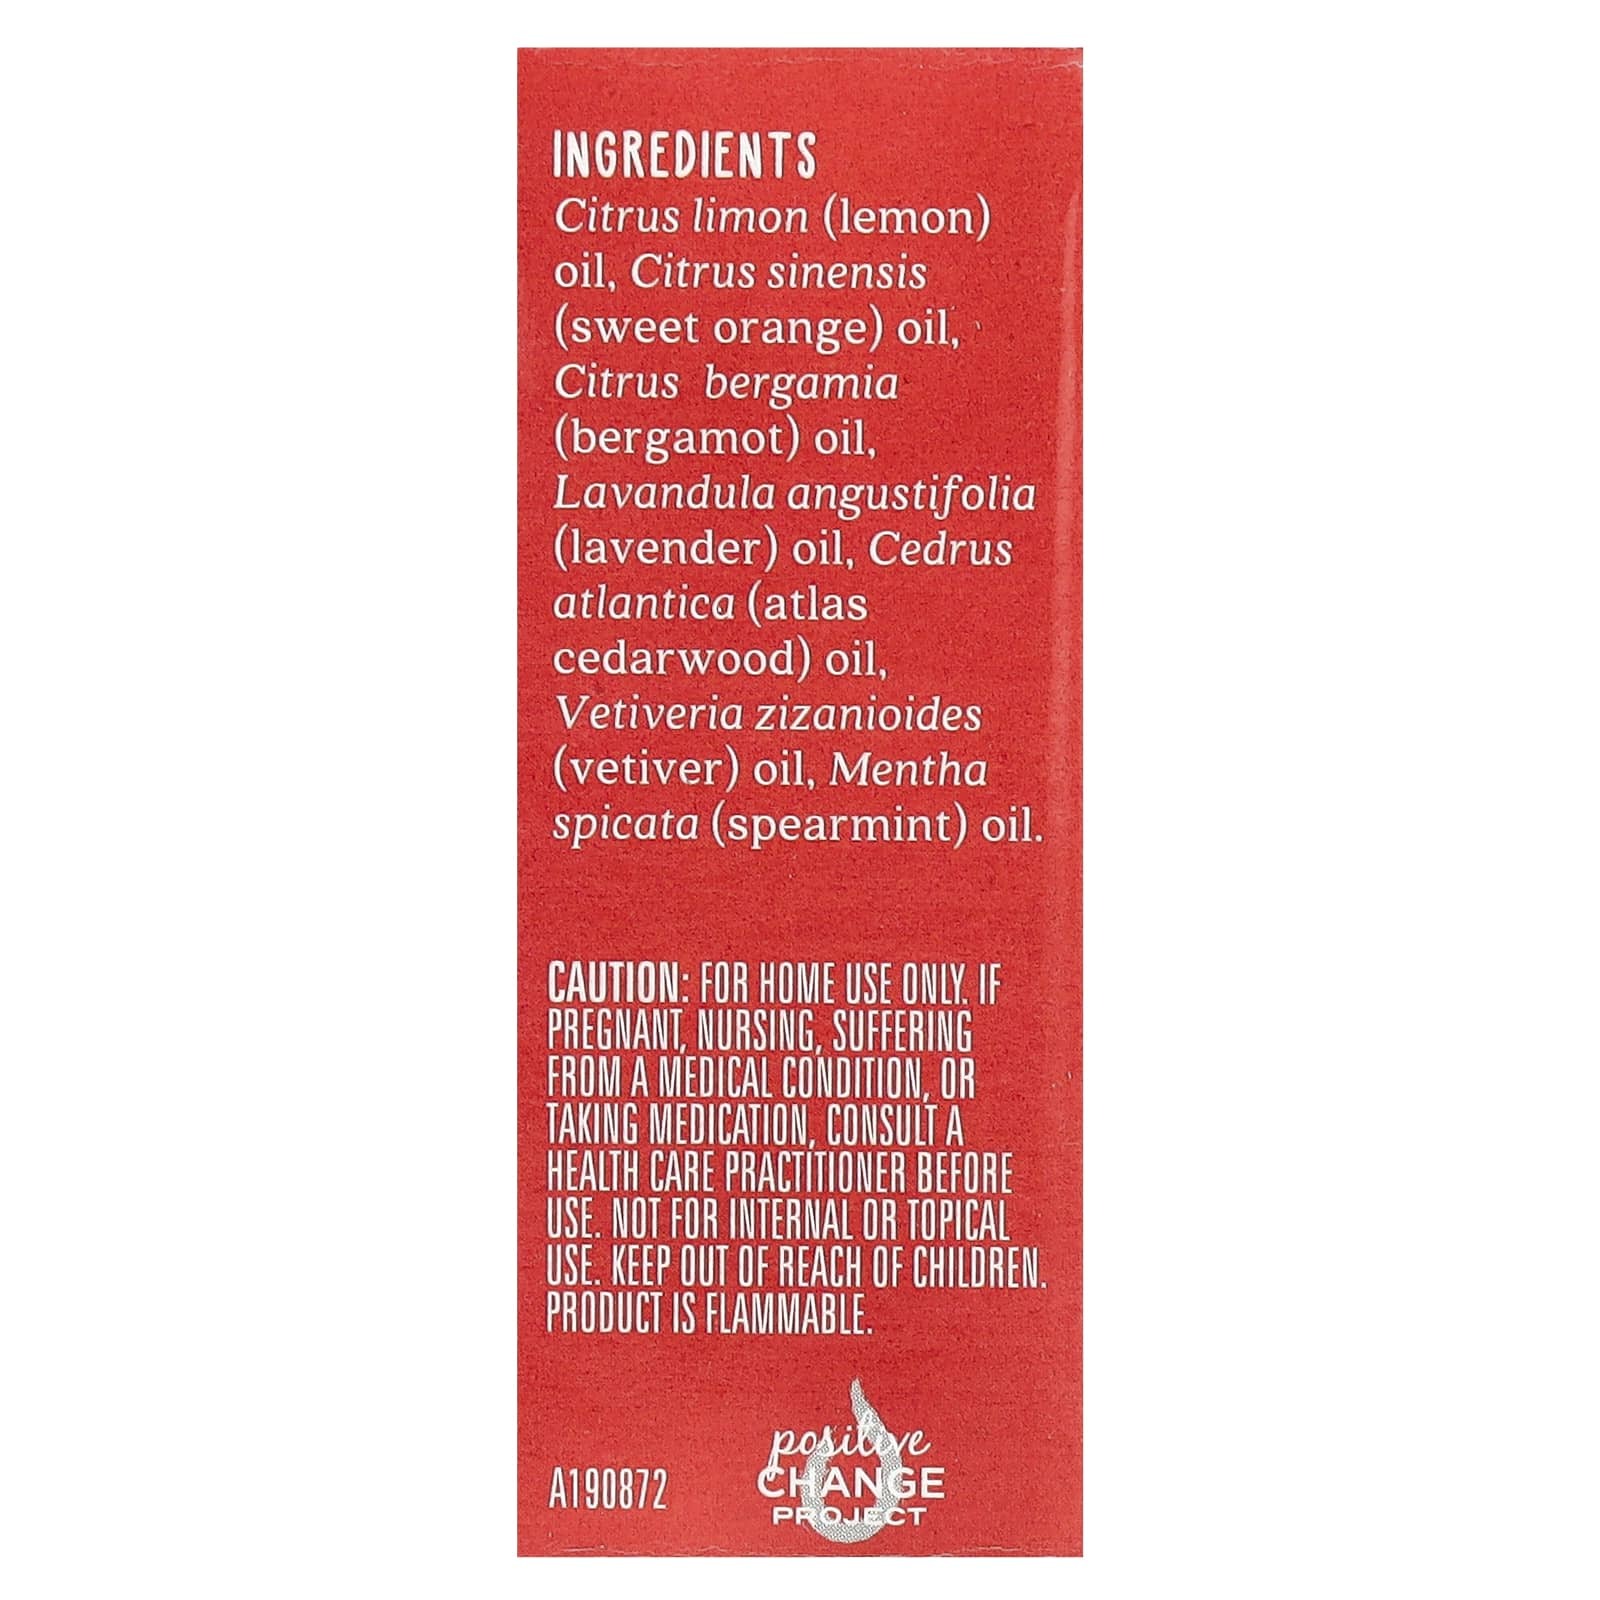 INGREDIENTS
Citrus limon (lemon)
oil, Citrus sinensis
(sweet orange) oil,
Citrus bergamia
(bergamot) oil,
Lavandula angustifolia
(lavender) oil, Cedrus
atlantica (atlas
cedarwood) oil,
Vetiveria zizanioides
(vetiver) oil, Mentha
spicata (spearmint) oil.
CAUTION: FOR HOME USE ONLY. IF
PREGNANT, NURSING, SUFFERING
FROM A MEDICAL CONDITION, OR
TAKING MEDICATION, CONSULT A
HEALTH CARE PRACTITIONER BEFORE
USE. NOT FOR INTERNAL OR TOPICAL
USE. KEEP OUT OF REACH OF CHILDREN.
PRODUCT IS FLAMMABLE.
A190872
positive
CHANGE
PROJECT